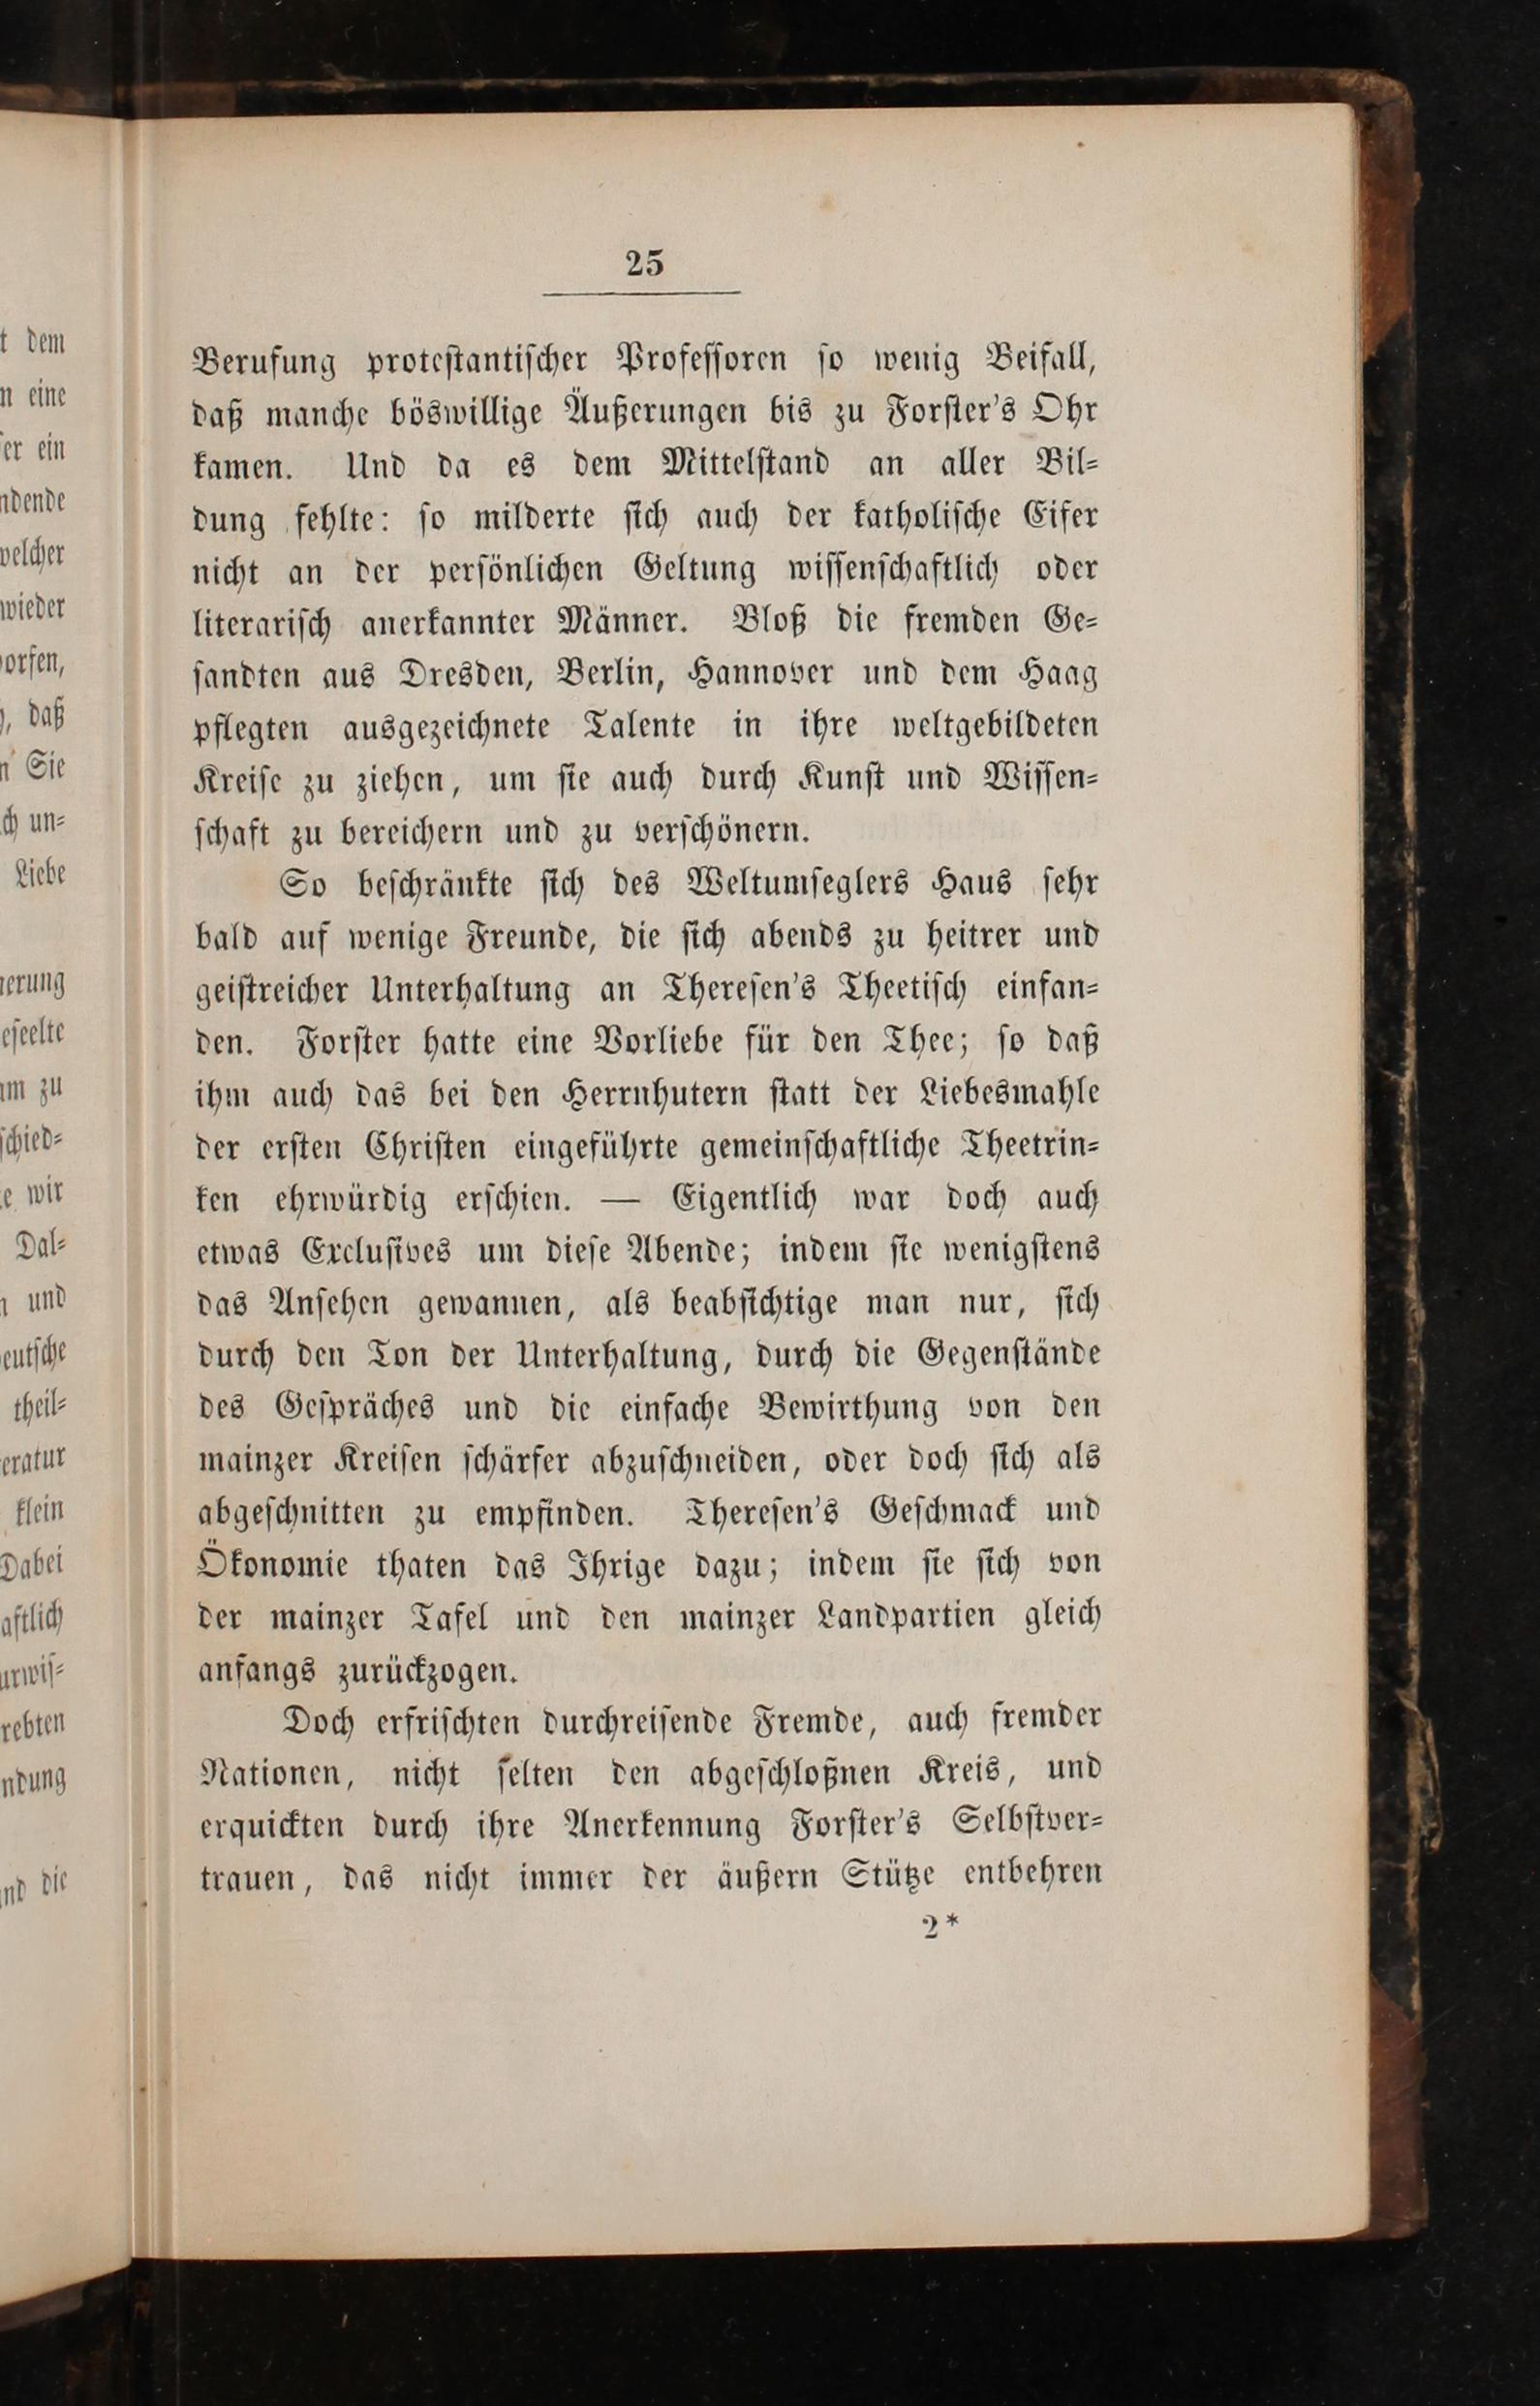 25
Berufung proteſtantiſcher Profeſſoren ſo wenig Beifall,
daß manche böswillige Äußerungen bis zu Forſter's Ohr
kamen. Und da es dem Mittelſtand an aller Bil⸗
dung fehlte: ſo milderte ſich auch der katholiſche Eifer
nicht an der perſönlichen Geltung wiſſenſchaftlich oder
literariſch anerkannter Männer. Bloß die fremden Ge⸗
ſandten aus Dresden, Berlin, Hannover und dem Haag
pflegten ausgezeichnete Talente in ihre weltgebildeten
Kreiſe zu ziehen, um ſie auch durch Kunſt und Wiſſen⸗
ſchaft zu bereichern und zu verſchönern.
So beſchränkte ſich des Weltumſeglers Haus ſehr
bald auf wenige Freunde, die ſich abends zu heitrer und
geiſtreicher Unterhaltung an Thereſen's Theetiſch einfan⸗
den. Forſter hatte eine Vorliebe für den Thee; ſo daß
ihm auch das bei den Herrnhutern ſtatt der Liebesmahle
der erſten Chriſten eingeführte gemeinſchaftliche Theetrin⸗
ken ehrwürdig erſchien. — Eigentlich war doch auch
etwas Excluſives um dieſe Abende; indem ſie wenigſtens
das Anſehen gewannen, als beabſichtige man nur, ſich
durch den Ton der Unterhaltung, durch die Gegenſtände
des Geſpräches und die einfache Bewirthung von den
mainzer Kreiſen ſchärfer abzuſchneiden, oder doch ſich als
abgeſchnitten zu empfinden. Thereſen's Geſchmack und
Ökonomie thaten das Ihrige dazu; indem ſie ſich von
der mainzer Tafel und den mainzer Landpartien gleich
anfangs zurückzogen.
Doch erfriſchten durchreiſende Fremde, auch fremder
Nationen, nicht ſelten den abgeſchloßnen Kreis, und
erquickten durch ihre Anerkennung Forſter's Selbſtver⸗
trauen, das nicht immer der äußern Stütze entbehren
2*